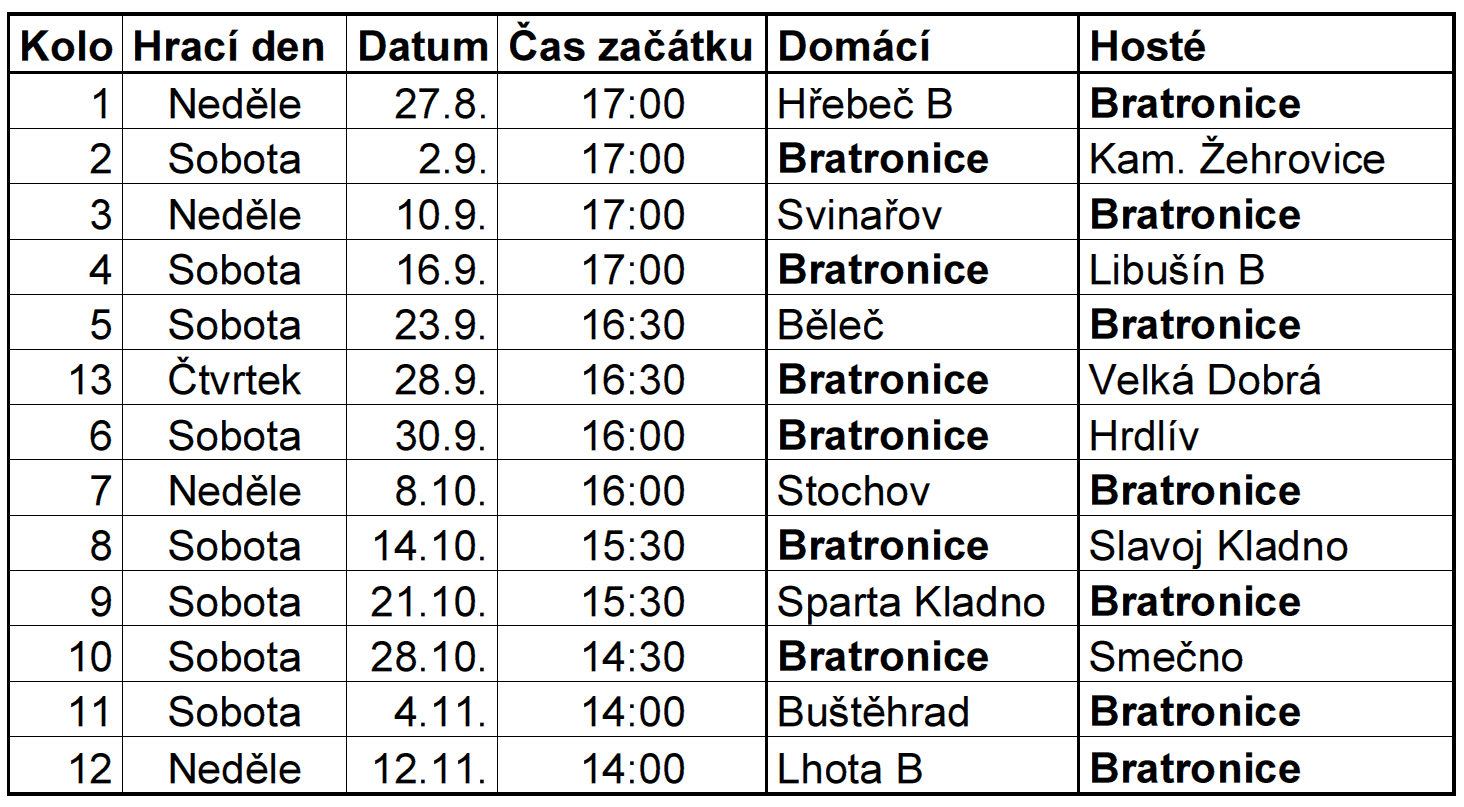 Kolo Hrací den Datum Čas začátku Domácí Hosté
1 Neděle 27.8. 17:00 Hřebeč B Bratronice
2 Sobota 2.9. 17:00 Bratronice Kam. Žehrovice
3 Neděle 10.9. 17:00 Svinařov Bratronice
4 Sobota 16.9. 17:00 Bratronice Libušín B
5 Sobota 23.9. 16:30 Běleč Bratronice
13 Čtvrtek 28.9. 16:30 Bratronice Velká Dobrá
6 Sobota 30.9. 16:00 Bratronice Hrdlív
7 Neděle 8.10. 16:00 Stochov Bratronice
8 Sobota 14.10. 15:30 Bratronice Slavoj Kladno
9 Sobota 21.10. 15:30 Sparta Kladno Bratronice
10 Sobota 28.10. 14:30 Bratronice Smečno
11 Sobota 4.11. 14:00 Buštěhrad Bratronice
12 Neděle 12.11. 14:00 Lhota B Bratronice